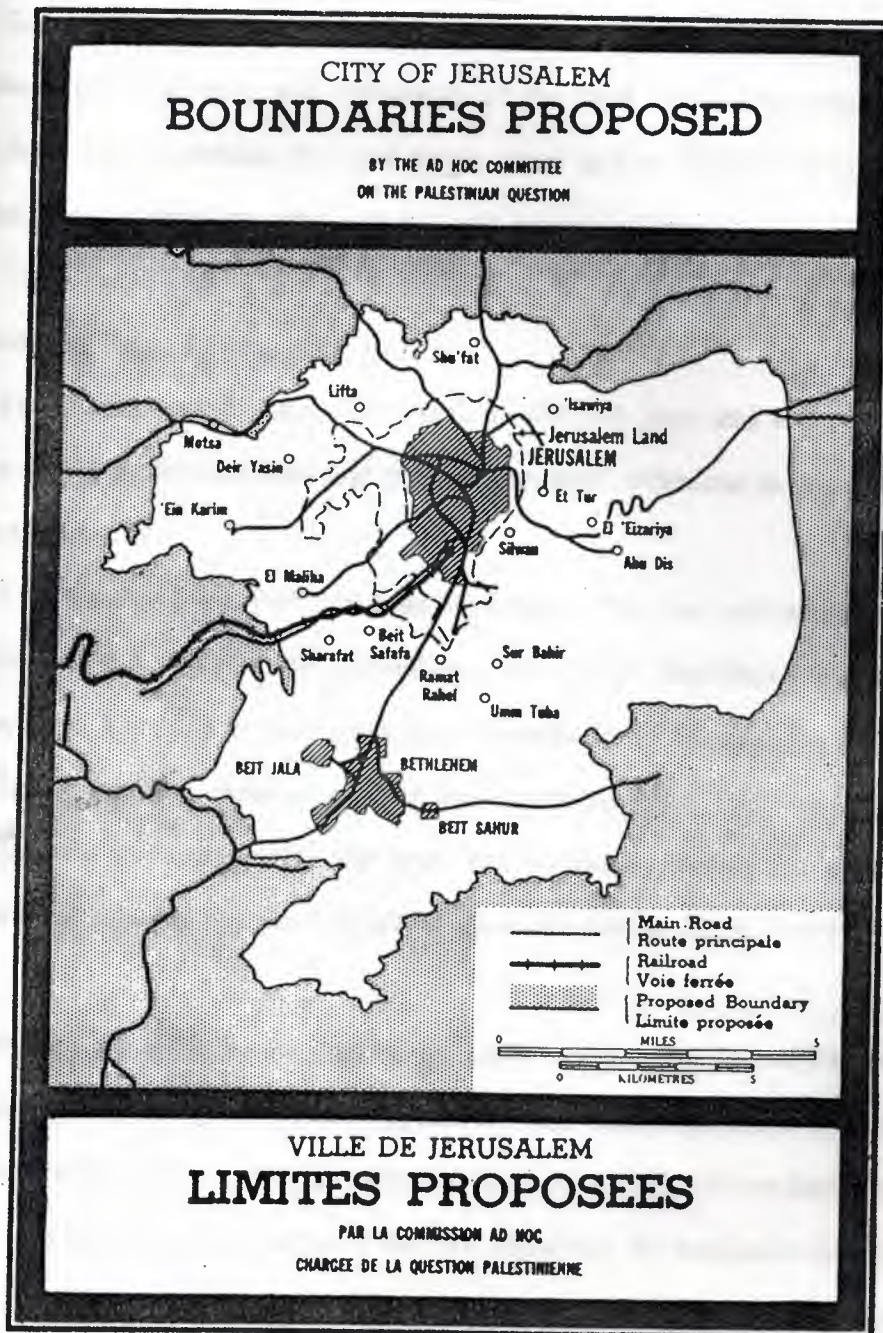 CITY OF JERUSALEM
BOUNDARIES PROPOSED
BY THE AD HOC COMMITTEE
ON THE PALESTINIAN QUESTION
Shu'fat
Lifta
'Isawiya
Motsa
Jerusalem Land
JERUSALEM
Deir Yasin
Et Tur
'Ein Karim
El 'Eizariya
Silwan
Abu Dis
El Maliha
Beit
Safafa
Sharafat
Sur Bahir
Ramat
Rahel
Umm Tuba
BEIT JALA
BETHLEHEM
BEIT SAHUR
Main Road
Route principale
Railroad
Voie ferrée
Proposed Boundary
Limite proposée
0 MILES 5
0 KILOMETRES 5
VILLE DE JERUSALEM
LIMITES PROPOSEES
PAR LA COMMISSION AD HOC
CHARGEE DE LA QUESTION PALESTINIENNE